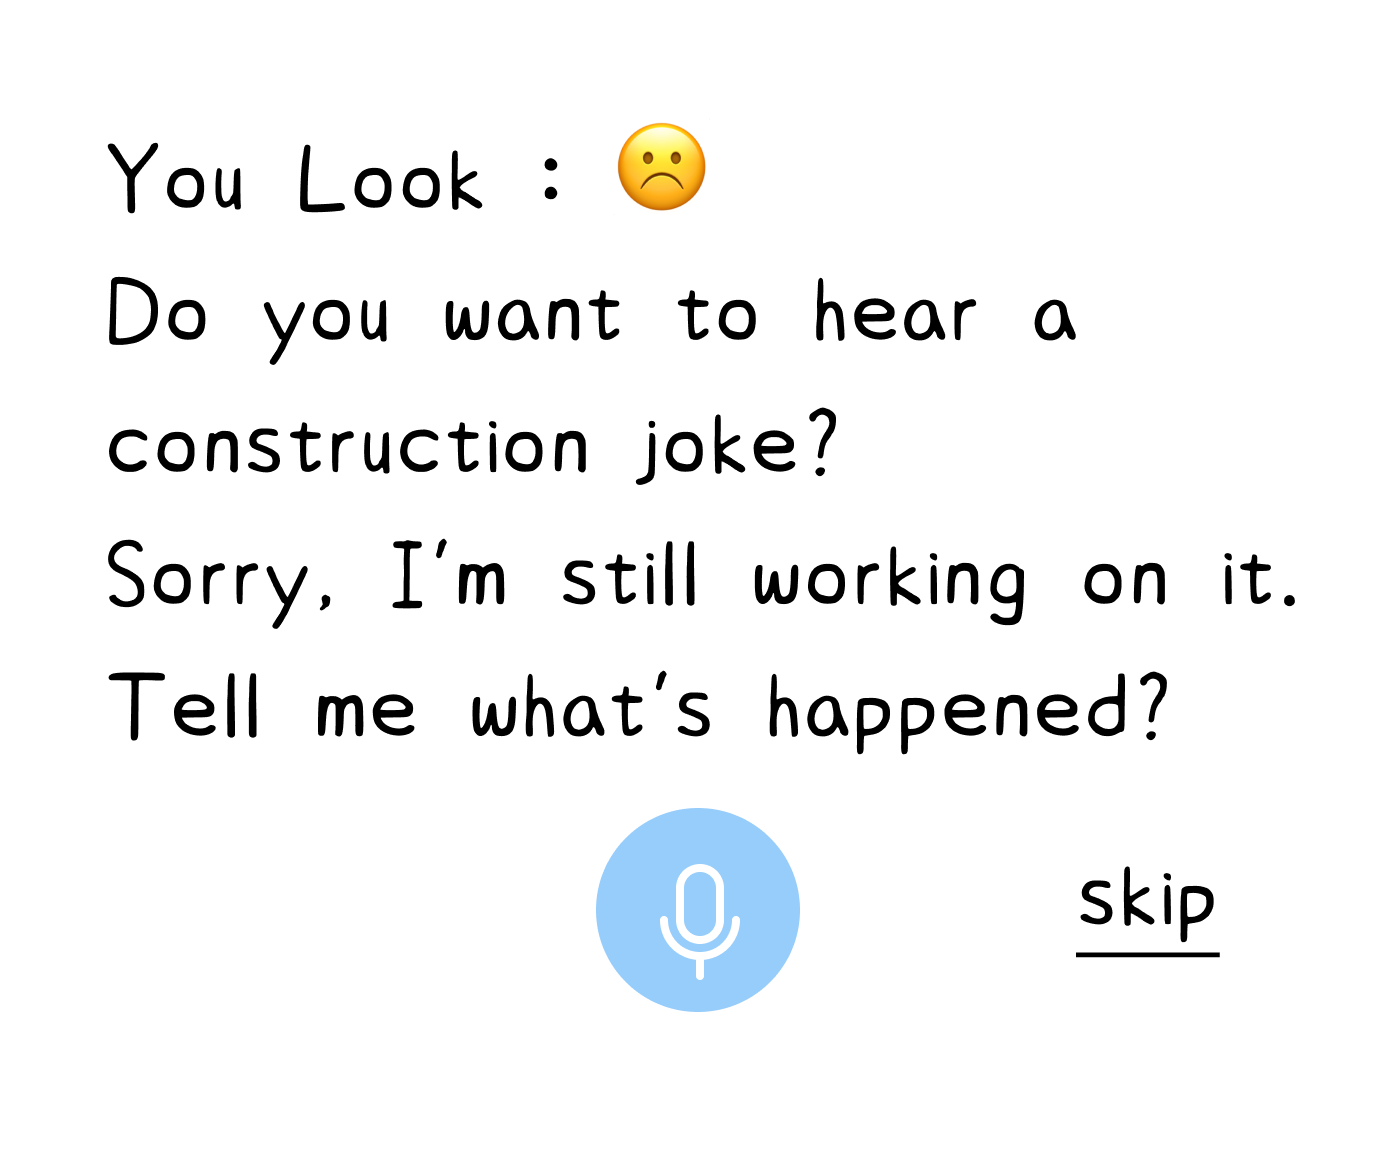 You Look : ☹️
Do you want to hear a
construction joke?
Sorry, I'm still working on it.
Tell me what's happened?
skip